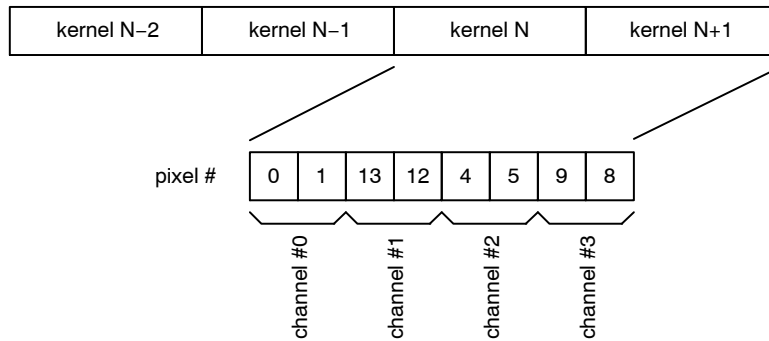 kernel N−2 kernel N−1 kernel N kernel N+1
pixel # 0 1 13 12 4 5 9 8
channel #0 channel #1 channel #2 channel #3